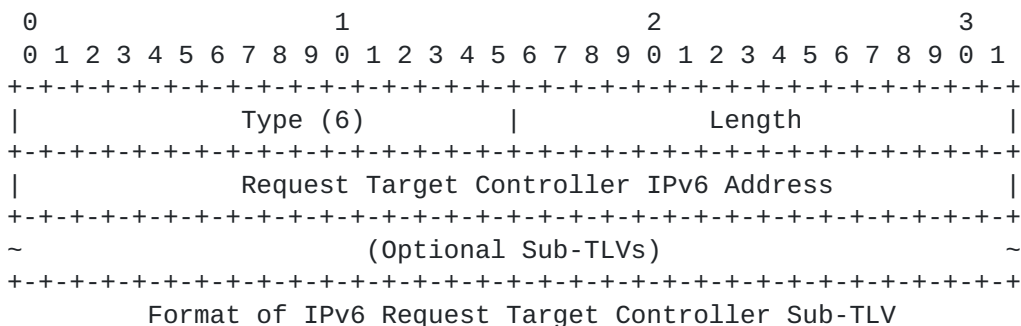 0                   1                   2                   3
 0 1 2 3 4 5 6 7 8 9 0 1 2 3 4 5 6 7 8 9 0 1 2 3 4 5 6 7 8 9 0 1
+-+-+-+-+-+-+-+-+-+-+-+-+-+-+-+-+-+-+-+-+-+-+-+-+-+-+-+-+-+-+-+-+
|              Type (6)         |            Length             |
+-+-+-+-+-+-+-+-+-+-+-+-+-+-+-+-+-+-+-+-+-+-+-+-+-+-+-+-+-+-+-+-+
|              Request Target Controller IPv6 Address           |
+-+-+-+-+-+-+-+-+-+-+-+-+-+-+-+-+-+-+-+-+-+-+-+-+-+-+-+-+-+-+-+-+
~                      (Optional Sub-TLVs)                      ~
+-+-+-+-+-+-+-+-+-+-+-+-+-+-+-+-+-+-+-+-+-+-+-+-+-+-+-+-+-+-+-+-+
         Format of IPv6 Request Target Controller Sub-TLV